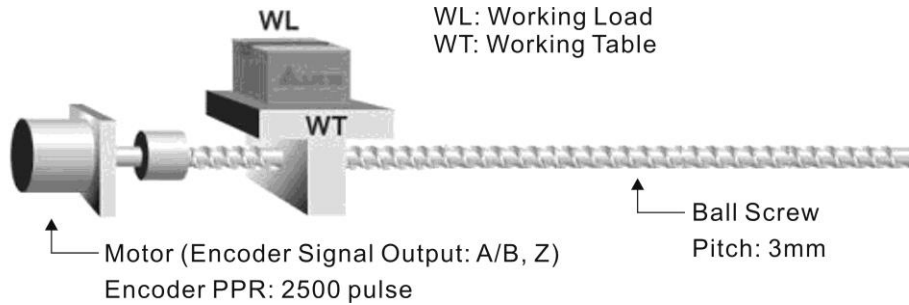 WL
WL: Working Load
WT: Working Table
WT
Ball Screw
Pitch: 3mm
Motor (Encoder Signal Output: A/B, Z)
Encoder PPR: 2500 pulse